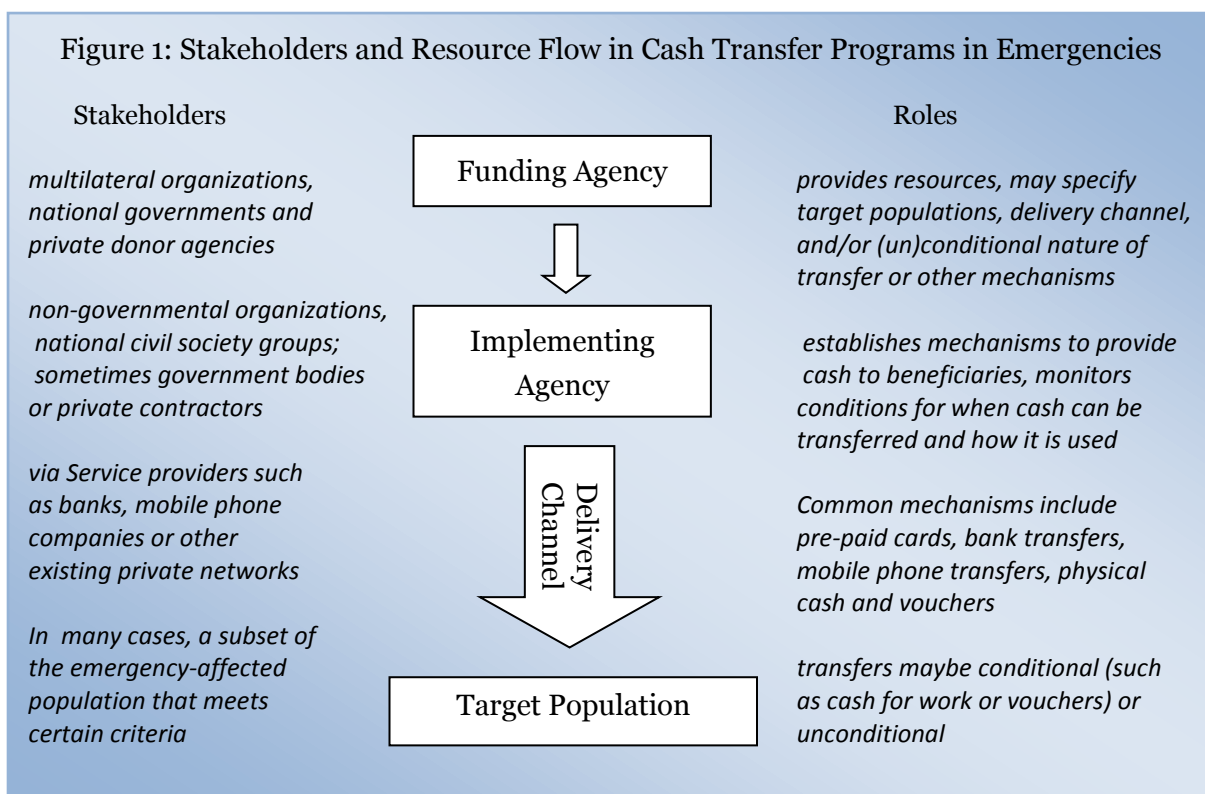 Figure 1: Stakeholders and Resource Flow in Cash Transfer Programs in Emergencies
Stakeholders
Roles
multilateral organizations,
national governments and
private donor agencies
Funding Agency
provides resources, may specify
target populations, delivery channel,
and/or (un)conditional nature of
transfer or other mechanisms
non-governmental organizations,
national civil society groups;
sometimes government bodies
or private contractors
Implementing
Agency
establishes mechanisms to provide
cash to beneficiaries, monitors
conditions for when cash can be
transferred and how it is used
via Service providers such
as banks, mobile phone
companies or other
existing private networks
Delivery
Channel
Common mechanisms include
pre-paid cards, bank transfers,
mobile phone transfers, physical
cash and vouchers
In many cases, a subset of
the emergency-affected
population that meets
certain criteria
Target Population
transfers maybe conditional (such
as cash for work or vouchers) or
unconditional